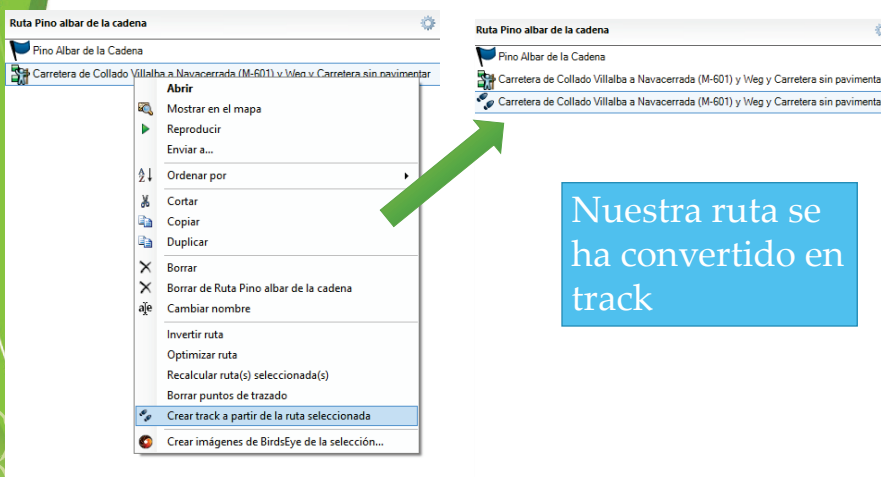 Ruta Pino albar de la cadena
Pino Albar de la Cadena
Carretera de Collado Villalba a Navacerrada (M-601) y Weg y Carretera sin pavimentar
Abrir
Mostrar en el mapa
Reproducir
Enviar a...
Ordenar por
Cortar
Copiar
Duplicar
Borrar
Borrar de Ruta Pino albar de la cadena
Cambiar nombre
Invertir ruta
Optimizar ruta
Recalcular ruta(s) seleccionada(s)
Borrar puntos de trazado
Crear track a partir de la ruta seleccionada
Crear imágenes de BirdsEye de la selección...
Ruta Pino albar de la cadena
Pino Albar de la Cadena
Carretera de Collado Villalba a Navacerrada (M-601) y Weg y Carretera sin pavimenta
Carretera de Collado Villalba a Navacerrada (M-601) y Weg y Carretera sin pavimenta
Nuestra ruta se
ha convertido en
track